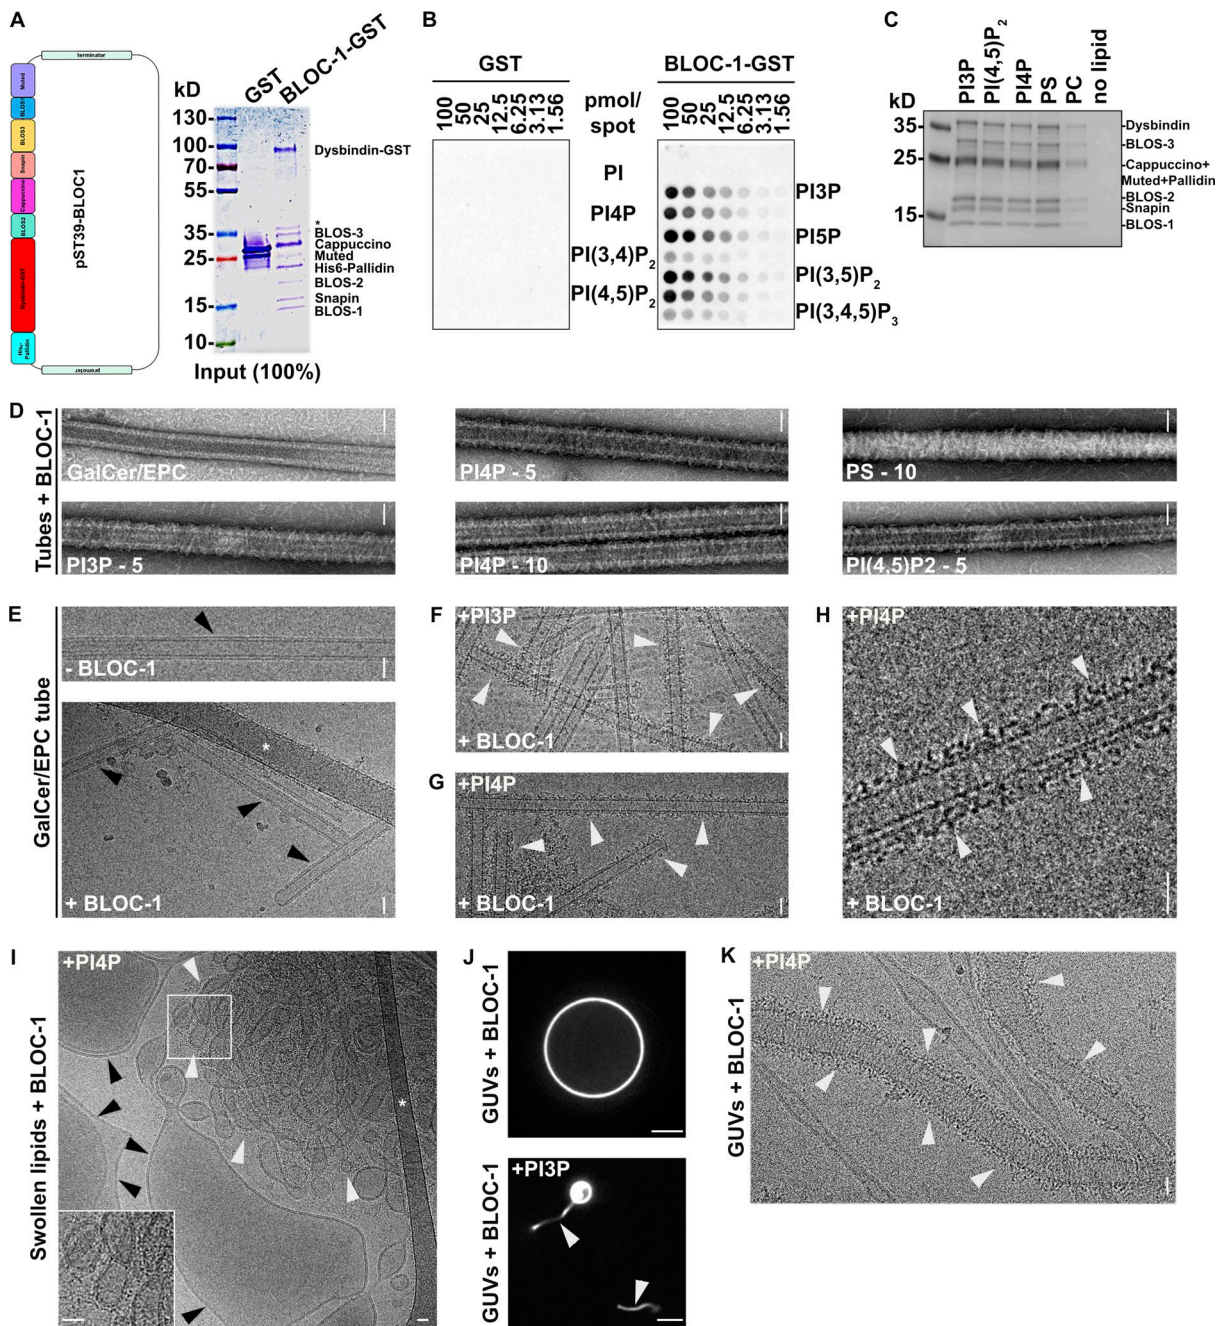 A
terminator
Muted
BLOS1
BLOS3
Snapin
Cappuccino
BLOS2
Dysbindin-GST
His6-
Pallidin
pST39-BLOC1
promoter
kD
GST
BLOC-1-GST
130
100
70
55
35
25
15
10
Dysbindin-GST
*
BLOS-3
Cappuccino
Muted
His6-Pallidin
BLOS-2
Snapin
BLOS-1
Input (100%)
B
GST
BLOC-1-GST
100
50
25
12.5
6.25
3.13
1.56
pmol/
spot
100
50
25
12.5
6.25
3.13
1.56
PI
PI3P
PI4P
PI5P
PI(3,4)P2
PI(3,5)P2
PI(4,5)P2
PI(3,4,5)P3
C
kD
PI3P
PI(4,5)P2
PI4P
PS
PC
no lipid
35
25
15
Dysbindin
BLOS-3
Cappuccino+
Muted+Pallidin
BLOS-2
Snapin
BLOS-1
D
Tubes + BLOC-1
GalCer/EPC
PI4P - 5
PS - 10
PI3P - 5
PI4P - 10
PI(4,5)P2 - 5
E
GalCer/EPC tube
- BLOC-1
*
+ BLOC-1
F
+PI3P
+ BLOC-1
G
+PI4P
+ BLOC-1
H
+PI4P
+ BLOC-1
I
Swollen lipids + BLOC-1
+PI4P
*
J
GUVs + BLOC-1
GUVs + BLOC-1
+PI3P
K
GUVs + BLOC-1
+PI4P